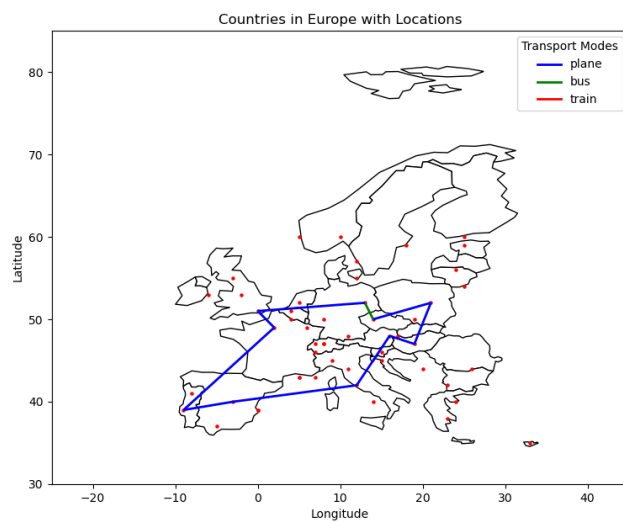 Countries in Europe with Locations
Transport Modes
plane
bus
train
Latitude
80
70
60
50
40
30
−20
−10
0
10
20
30
40
Longitude